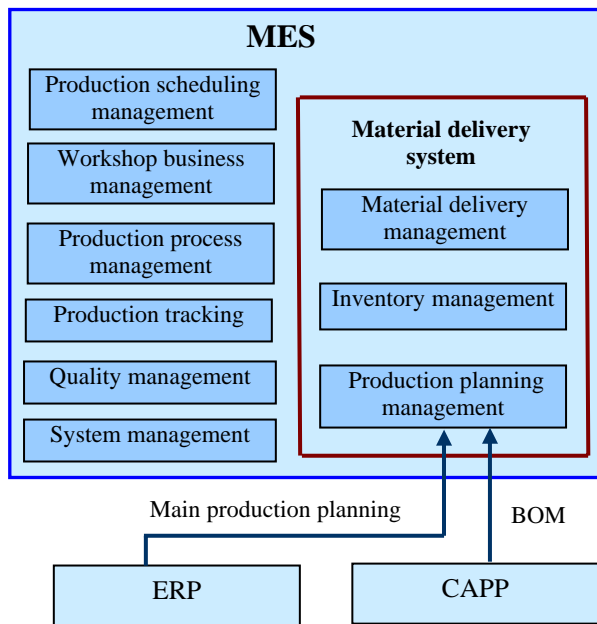 MES
Production scheduling
management
Workshop business
management
Production process
management
Production tracking
Quality management
System management
Material delivery
system
Material delivery
management
Inventory management
Production planning
management
Main production planning
BOM
ERP
CAPP